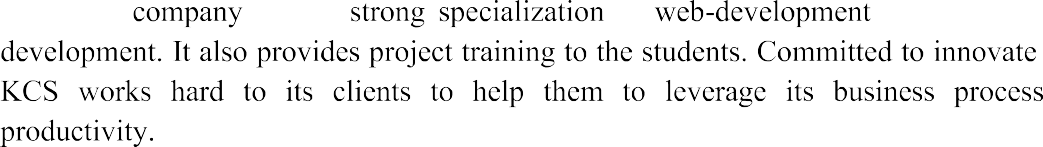 company strong specialization web-development
development. It also provides project training to the students. Committed to innovate
KCS works hard to its clients to help them to leverage its business process
productivity.